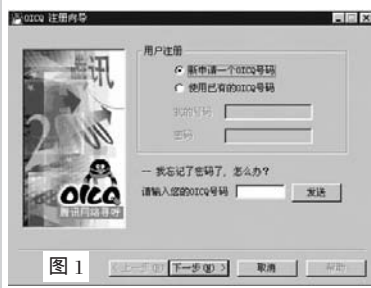 OICQ 注册向导
讯
用户注册
新申请一个OICQ号码
使用已有的OICQ号码
我的号码
密码
我忘记了密码了，怎么办?
请输入您的OICQ号码
发送
OICQ
腾讯网络寻呼
图 1
<上一步(B) 下一步(N)> 取消 帮助